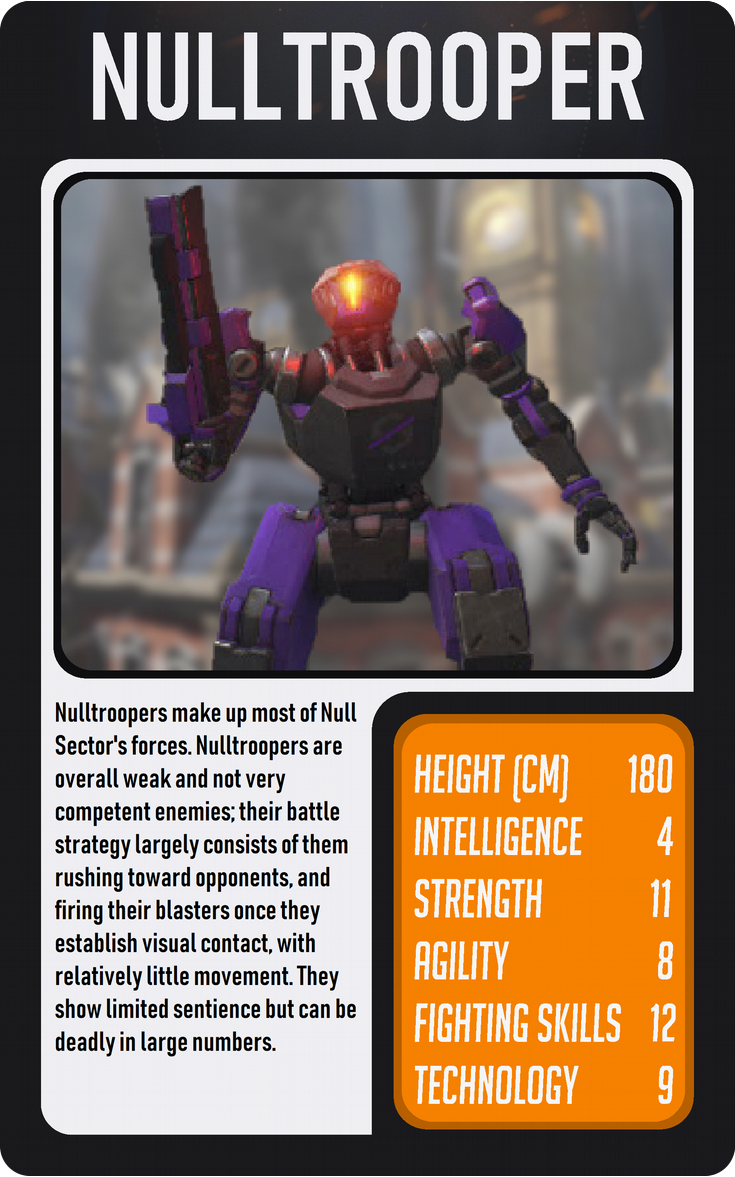 NULLTROOPER
Nulltroopers make up most of Null
Sector's forces. Nulltroopers are
overall weak and not very
competent enemies; their battle
strategy largely consists of them
rushing toward opponents, and
firing their blasters once they
establish visual contact, with
relatively little movement. They
show limited sentience but can be
deadly in large numbers.
HEIGHT (CM) 180
INTELLIGENCE 4
STRENGTH 11
AGILITY 8
FIGHTING SKILLS 12
TECHNOLOGY 9